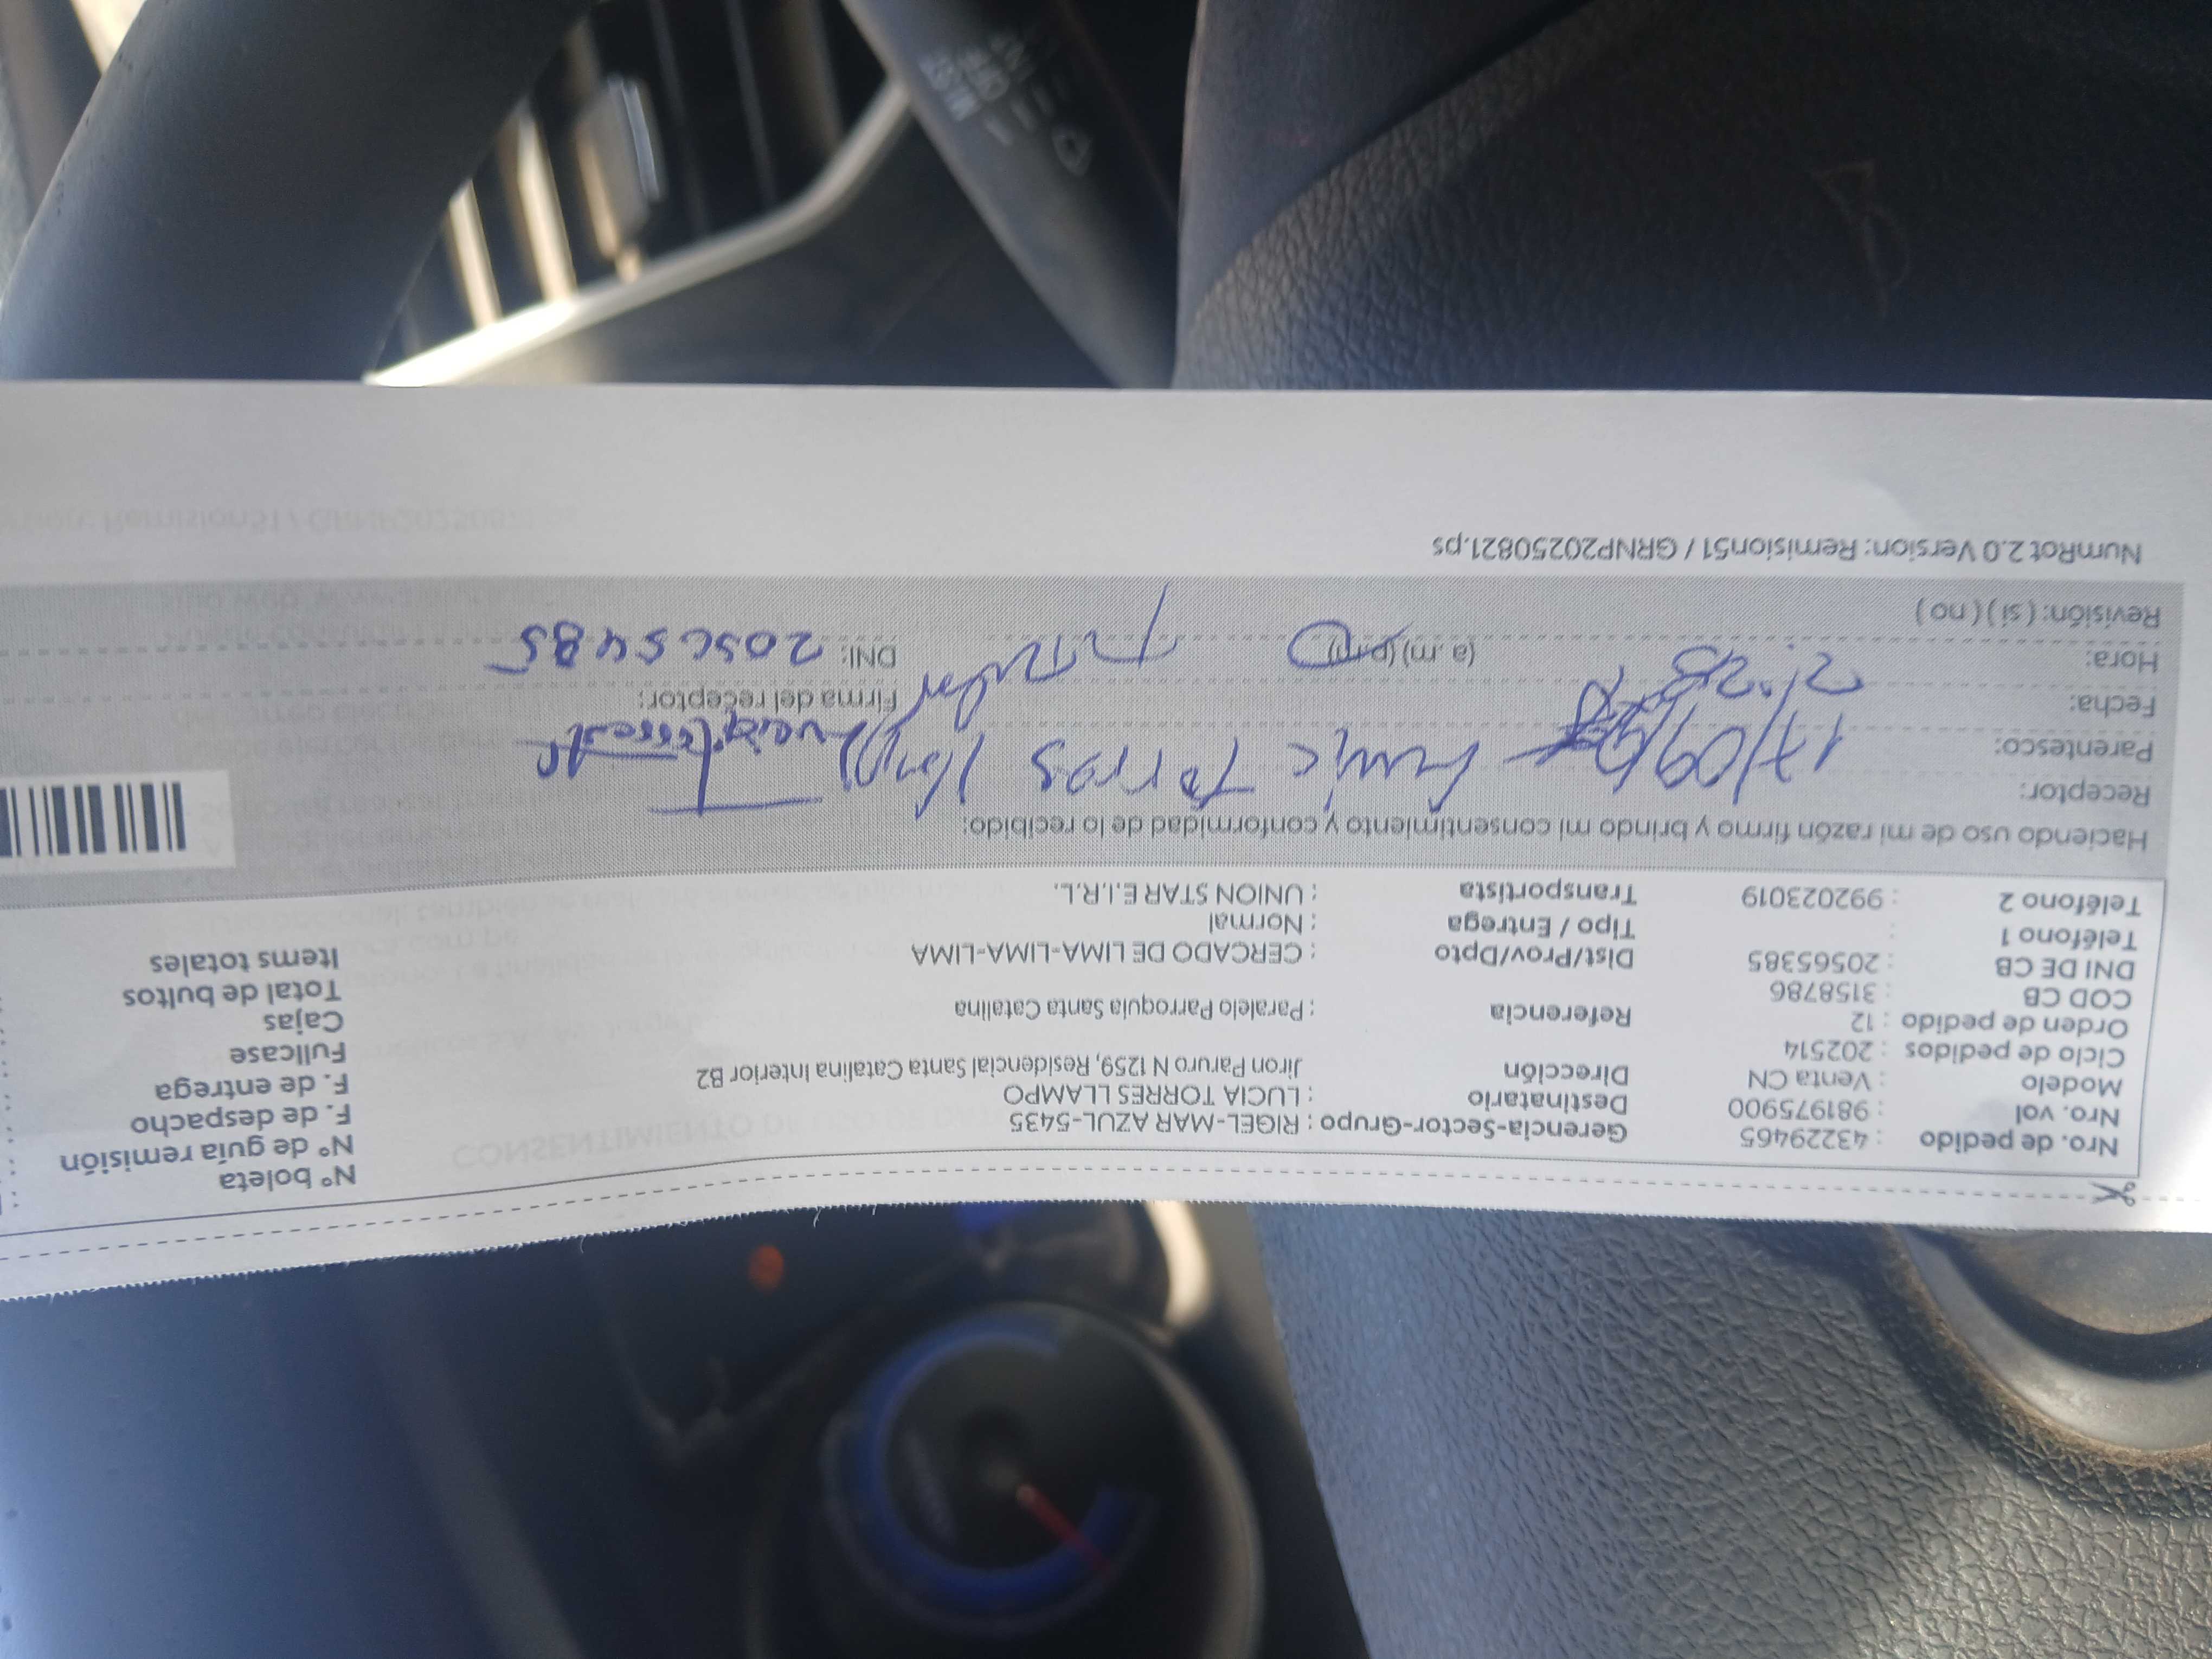 Nro. de pedido : 43229465 Gerencia-Sector-Grupo : RIGEL-MAR AZUL-5435 N° boleta
Nro. vol : 981975900 Destinatario : LUCIA TORRES LLAMPO N° de guía remisión
Modelo : Venta CN Dirección Jiron Paruro N 1259, Residencial Santa Catalina Interior B2 F. de despacho
Ciclo de pedidos : 202514 F. de entrega
Orden de pedido : 12 Referencia : Paralelo Parroquia Santa Catalina Fullcase
COD CB : 3158786 Cajas
DNI DE CB : 20565385 Dist/Prov/Dpto : CERCADO DE LIMA-LIMA-LIMA Total de bultos
Teléfono 1 : Tipo / Entrega : Normal Items totales
Teléfono 2 : 992023019 Transportista : UNION STAR E.I.R.L.
Haciendo uso de mi razón firmo y brindo mi consentimiento y conformidad de lo recibido:
Receptor: Torres
Parentesco: 17/09
Fecha: Firma del receptor:
Hora: 2:28 (a.m) (p.m) Titular DNI:
Revisión: ( si ) ( no )
NumRot 2.0 Version: Remision51 / GRNP20250821.ps
OFF